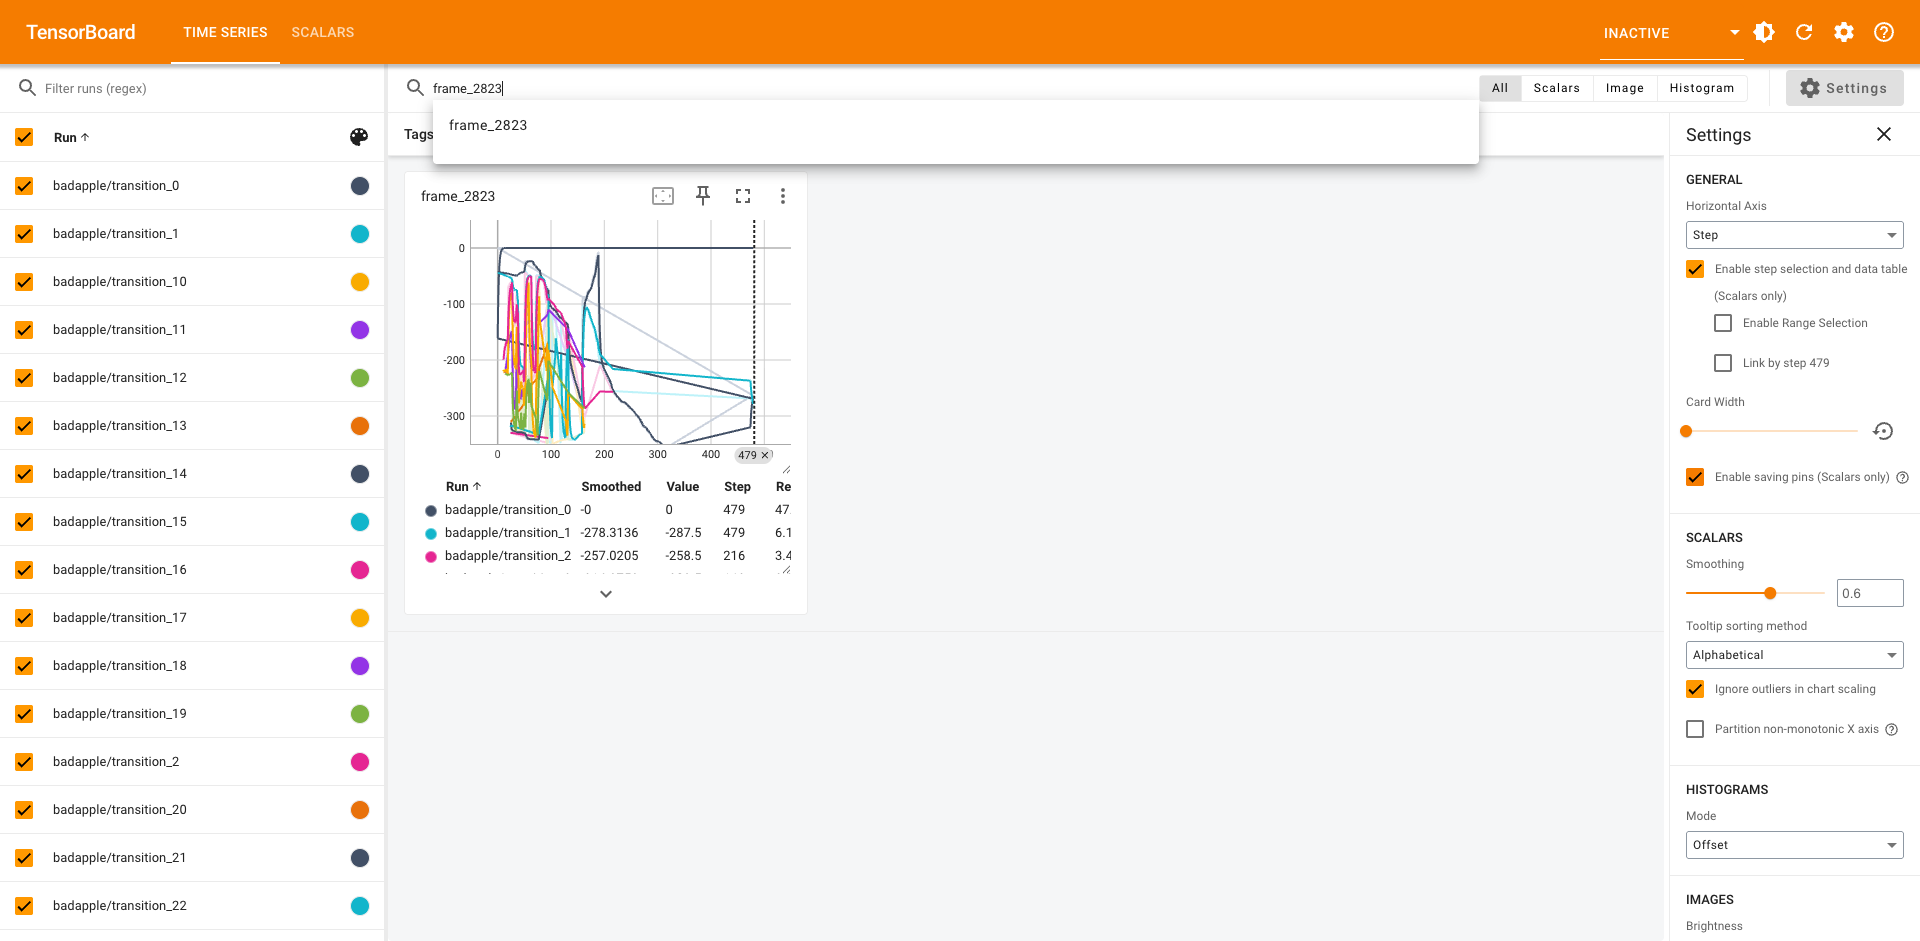 TensorBoard
TIME SERIES
SCALARS
INACTIVE
Filter runs (regex)
frame_2823
All
Scalars
Image
Histogram
Settings
frame_2823
Run
Tags
badapple/transition_0
badapple/transition_1
badapple/transition_10
badapple/transition_11
badapple/transition_12
badapple/transition_13
badapple/transition_14
badapple/transition_15
badapple/transition_16
badapple/transition_17
badapple/transition_18
badapple/transition_19
badapple/transition_2
badapple/transition_20
badapple/transition_21
badapple/transition_22
frame_2823
0
-100
-200
-300
0 100 200 300 400 479
Run Smoothed Value Step Re
badapple/transition_0 -0 0 479 47.
badapple/transition_1 -278.3136 -287.5 479 6.1
badapple/transition_2 -257.0205 -258.5 216 3.4
Settings
GENERAL
Horizontal Axis
Step
Enable step selection and data table
(Scalars only)
Enable Range Selection
Link by step 479
Card Width
Enable saving pins (Scalars only)
SCALARS
Smoothing
0.6
Tooltip sorting method
Alphabetical
Ignore outliers in chart scaling
Partition non-monotonic X axis
HISTOGRAMS
Mode
Offset
IMAGES
Brightness